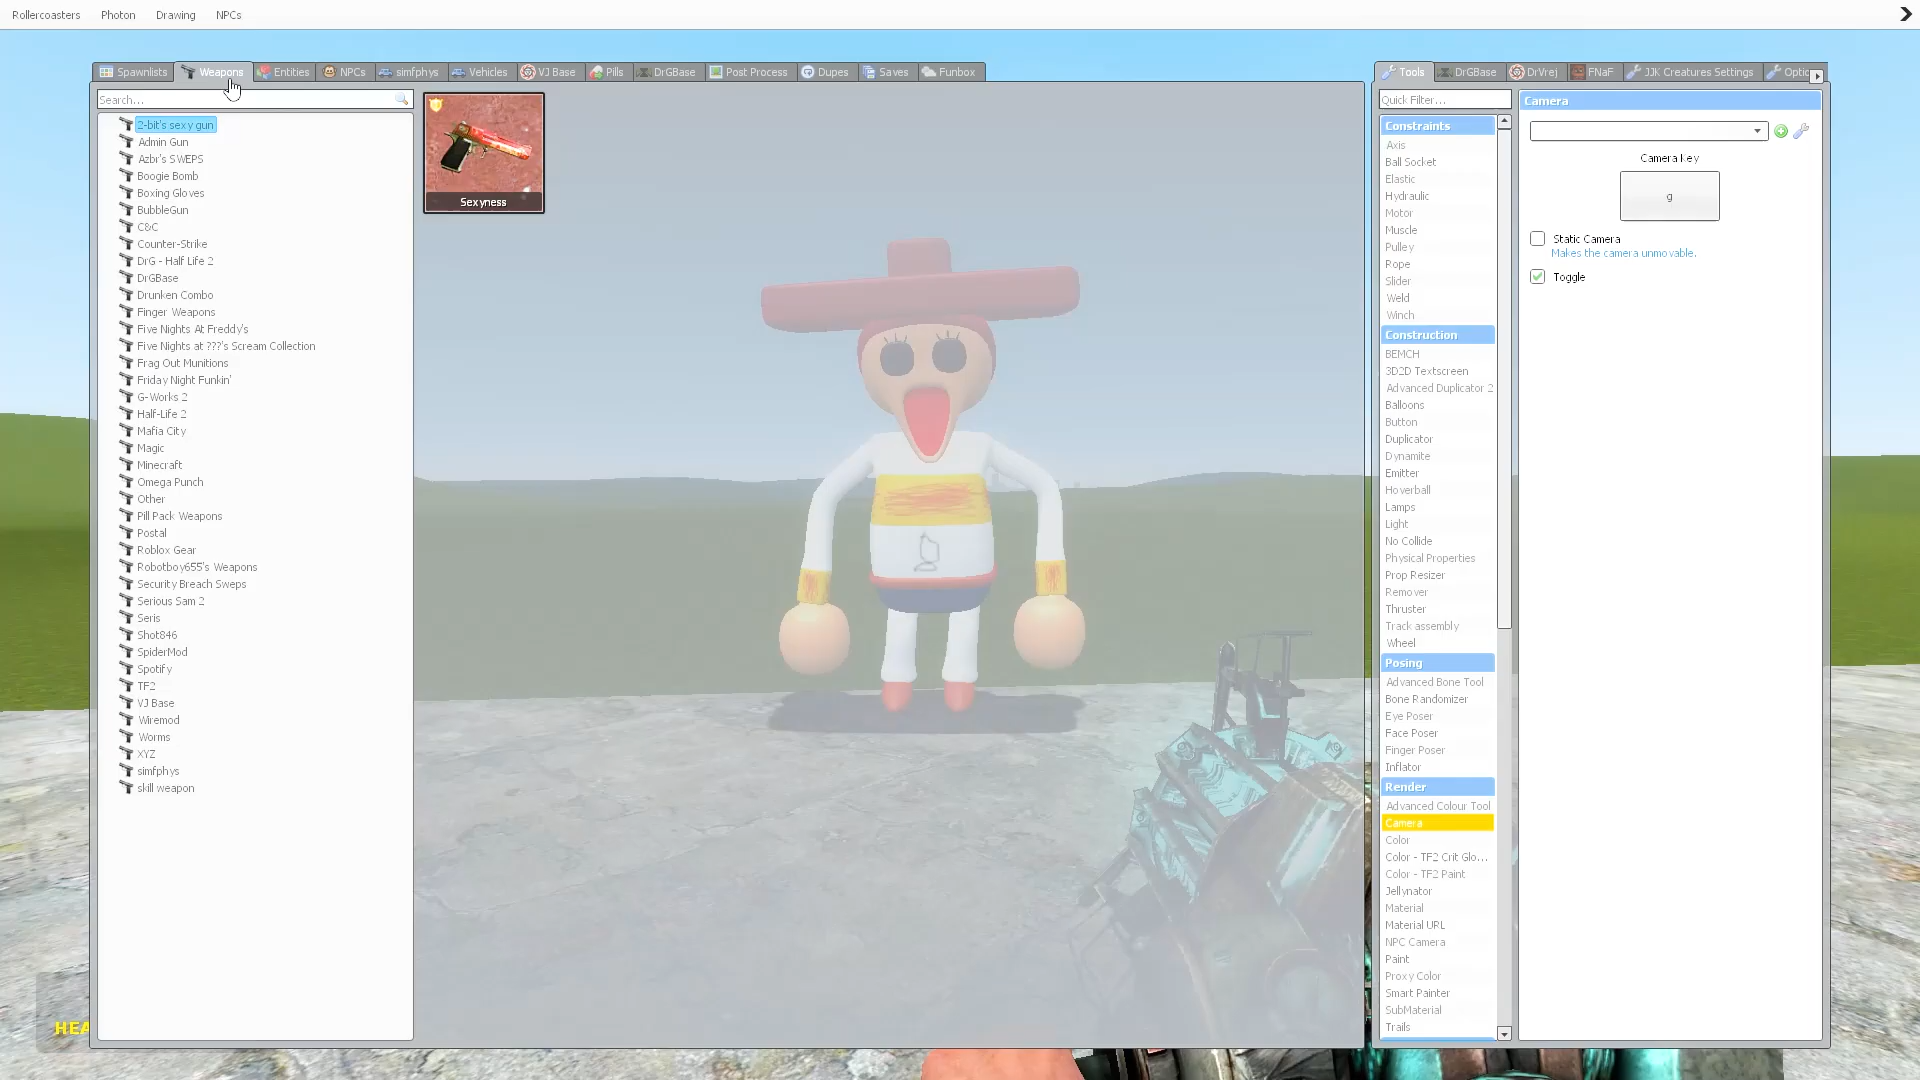 Rollercoasters Photon Drawing NPCs
Spawnlists Weapons Entities NPCs simfphys Vehicles VJ Base Pills DrGBase Post Process Dupes Saves Funbox
Search...
2-bit's sexy gun
Admin Gun
Azbr's SWEPS
Boogie Bomb
Boxing Gloves
BubbleGun
C&C
Counter-Strike
DrG - Half Life 2
DrGBase
Drunken Combo
Finger Weapons
Five Nights At Freddy's
Five Nights at ???'s Scream Collection
Frag Out Munitions
Friday Night Funkin'
G-Works 2
Half-Life 2
Mafia City
Magic
Minecraft
Omega Punch
Other
Pill Pack Weapons
Postal
Roblox Gear
Robotboy655's Weapons
Security Breach Sweps
Serious Sam 2
Seris
Shot846
SpiderMod
Spotify
TF2
VJ Base
Wiremod
Worms
XYZ
simfphys
skill weapon
Sexyness
HEA
Tools DrGBase DrVrej FNaF JJK Creatures Settings Optic
Quick Filter...
Constraints
Axis
Ball Socket
Elastic
Hydraulic
Motor
Muscle
Pulley
Rope
Slider
Weld
Winch
Construction
BEMCH
3D2D Textscreen
Advanced Duplicator 2
Balloons
Button
Duplicator
Dynamite
Emitter
Hoverball
Lamps
Light
No Collide
Physical Properties
Prop Resizer
Remover
Thruster
Track assembly
Wheel
Posing
Advanced Bone Tool
Bone Randomizer
Eye Poser
Face Poser
Finger Poser
Inflator
Render
Advanced Colour Tool
Camera
Color
Color - TF2 Crit Glo...
Color - TF2 Paint
Jellynator
Material
Material URL
NPC Camera
Paint
Proxy Color
Smart Painter
SubMaterial
Trails
Camera
Camera Key
g
Static Camera
Makes the camera unmovable.
Toggle